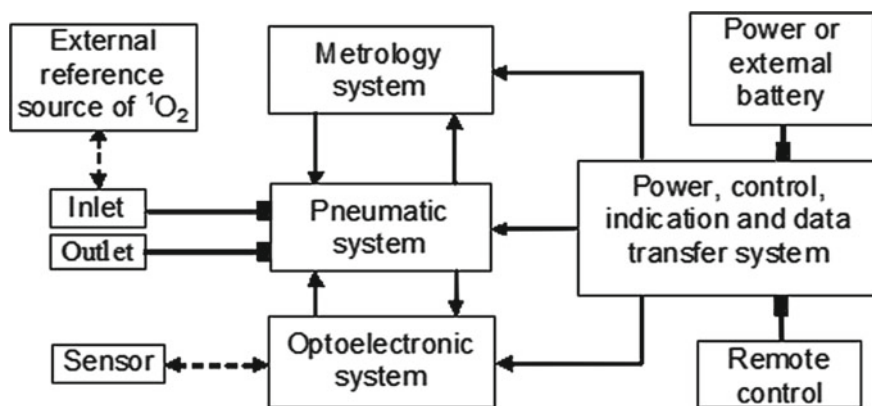 External
reference
source of ¹O₂
Metrology
system
Power or
external
battery
Inlet
Outlet
Pneumatic
system
Power, control,
indication and data
transfer system
Sensor
Optoelectronic
system
Remote
control